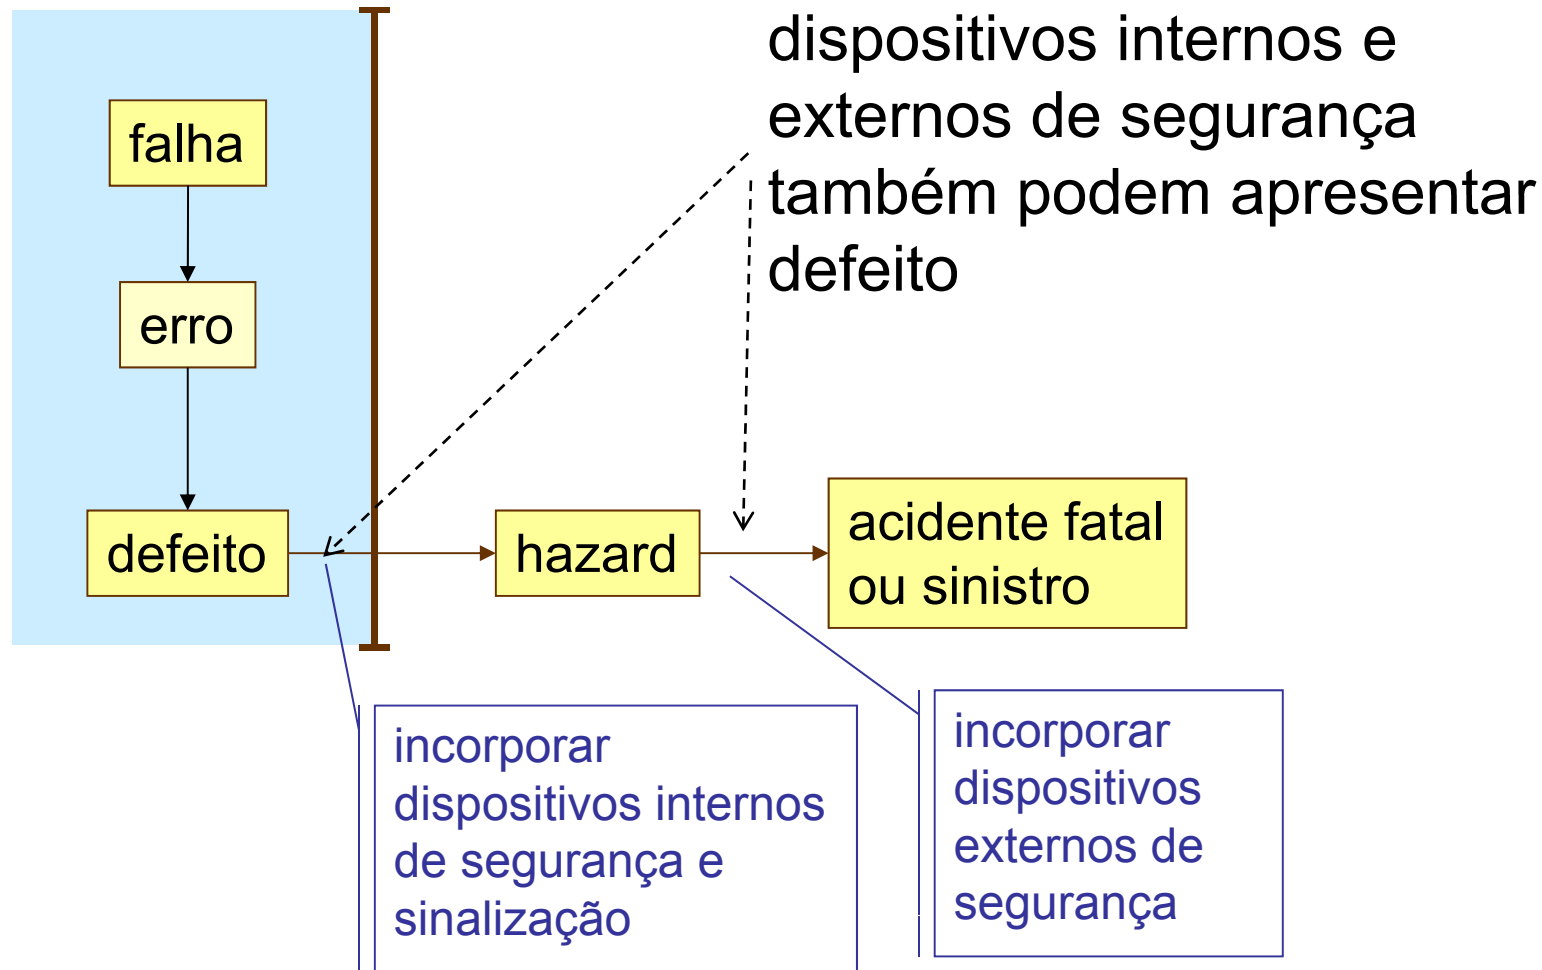 dispositivos internos e
externos de segurança
também podem apresentar
defeito
falha
erro
defeito
hazard
acidente fatal
ou sinistro
incorporar
dispositivos internos
de segurança e
sinalização
incorporar
dispositivos
externos de
segurança